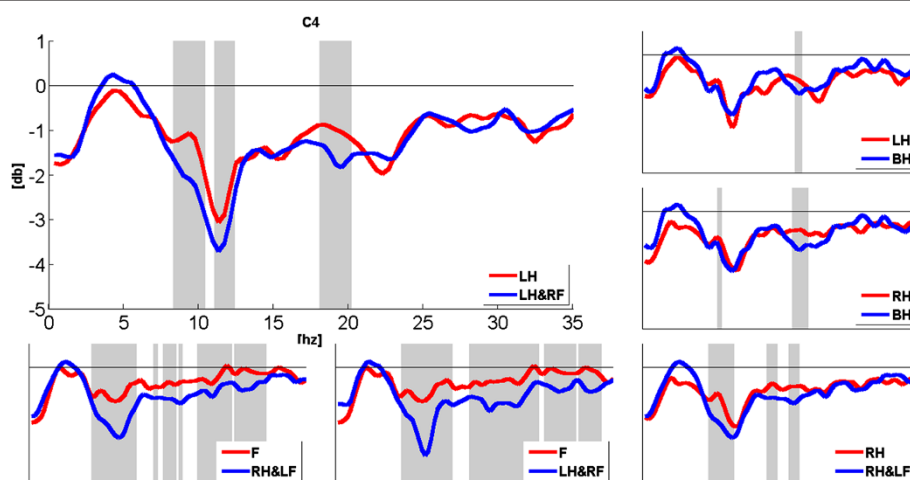 C4
1
0
-1
-2
-3
-4
-5
[db]
LH
LH&RF
0 5 10 15 20 25 30 35
[hz]
LH
BH
RH
BH
F
RH&LF
F
LH&RF
RH
RH&LF